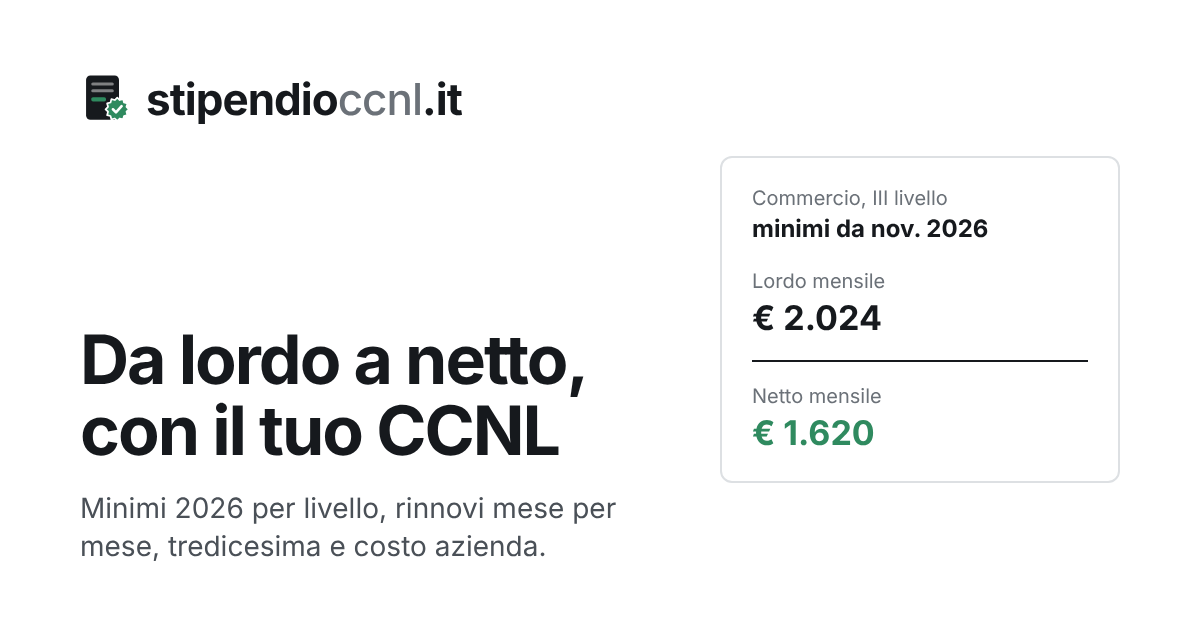 stipendioccnl.it
Da lordo a netto,
con il tuo CCNL
Minimi 2026 per livello, rinnovi mese per
mese, tredicesima e costo azienda.
Commercio, III livello
minimi da nov. 2026
Lordo mensile
€ 2.024
Netto mensile
€ 1.620